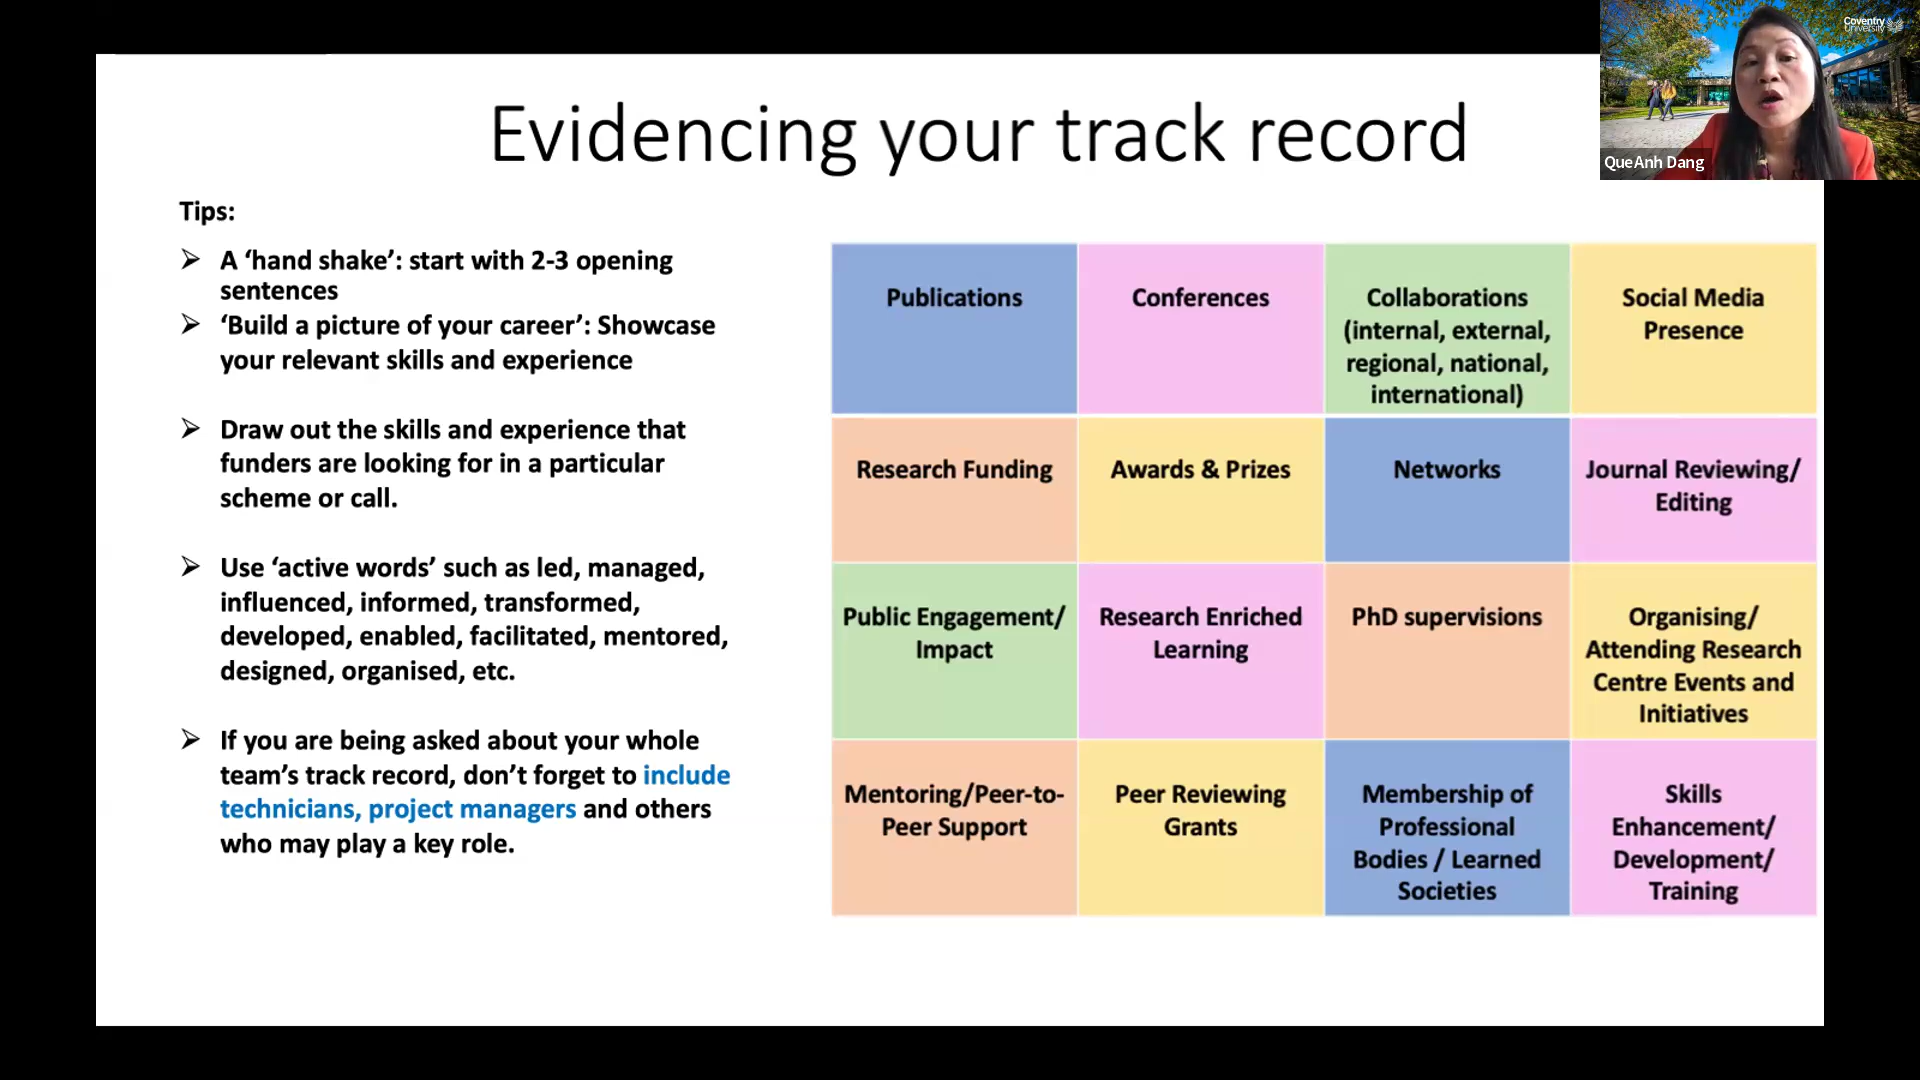 Coventry
University
QueAnh Dang
Evidencing your track record
Tips:
➢ A ‘hand shake’: start with 2-3 opening
sentences
➢ ‘Build a picture of your career’: Showcase
your relevant skills and experience
➢ Draw out the skills and experience that
funders are looking for in a particular
scheme or call.
➢ Use ‘active words’ such as led, managed,
influenced, informed, transformed,
developed, enabled, facilitated, mentored,
designed, organised, etc.
➢ If you are being asked about your whole
team’s track record, don’t forget to include
technicians, project managers and others
who may play a key role.
Publications
Conferences
Collaborations
(internal, external,
regional, national,
international)
Social Media
Presence
Research Funding
Awards & Prizes
Networks
Journal Reviewing/
Editing
Public Engagement/
Impact
Research Enriched
Learning
PhD supervisions
Organising/
Attending Research
Centre Events and
Initiatives
Mentoring/Peer-to-
Peer Support
Peer Reviewing
Grants
Membership of
Professional
Bodies / Learned
Societies
Skills
Enhancement/
Development/
Training